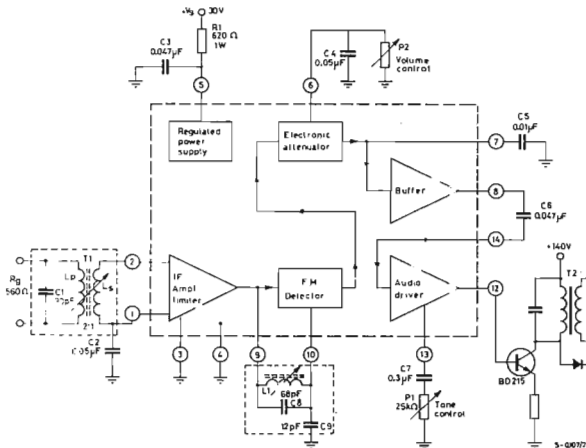 +Vs 30V
R1
620 Ω
1W
C3
0.047µF
5
C4
0.05µF
P2
Volume
control
6
Regulated
power
supply
Electronic
attenuator
7
C5
0.01µF
Buffer
8
C6
0.047µF
14
+140V
T2
T1
2
Lp
Ls
Rg
560Ω
C1
2:1
1
C2
0.05µF
IF
Ampl
limiter
FM
Detector
Audio
driver
12
BD215
3
4
9
10
13
L1
68pF
C8
12pF
C9
C7
0.3µF
P1
25kΩ
Tone
control